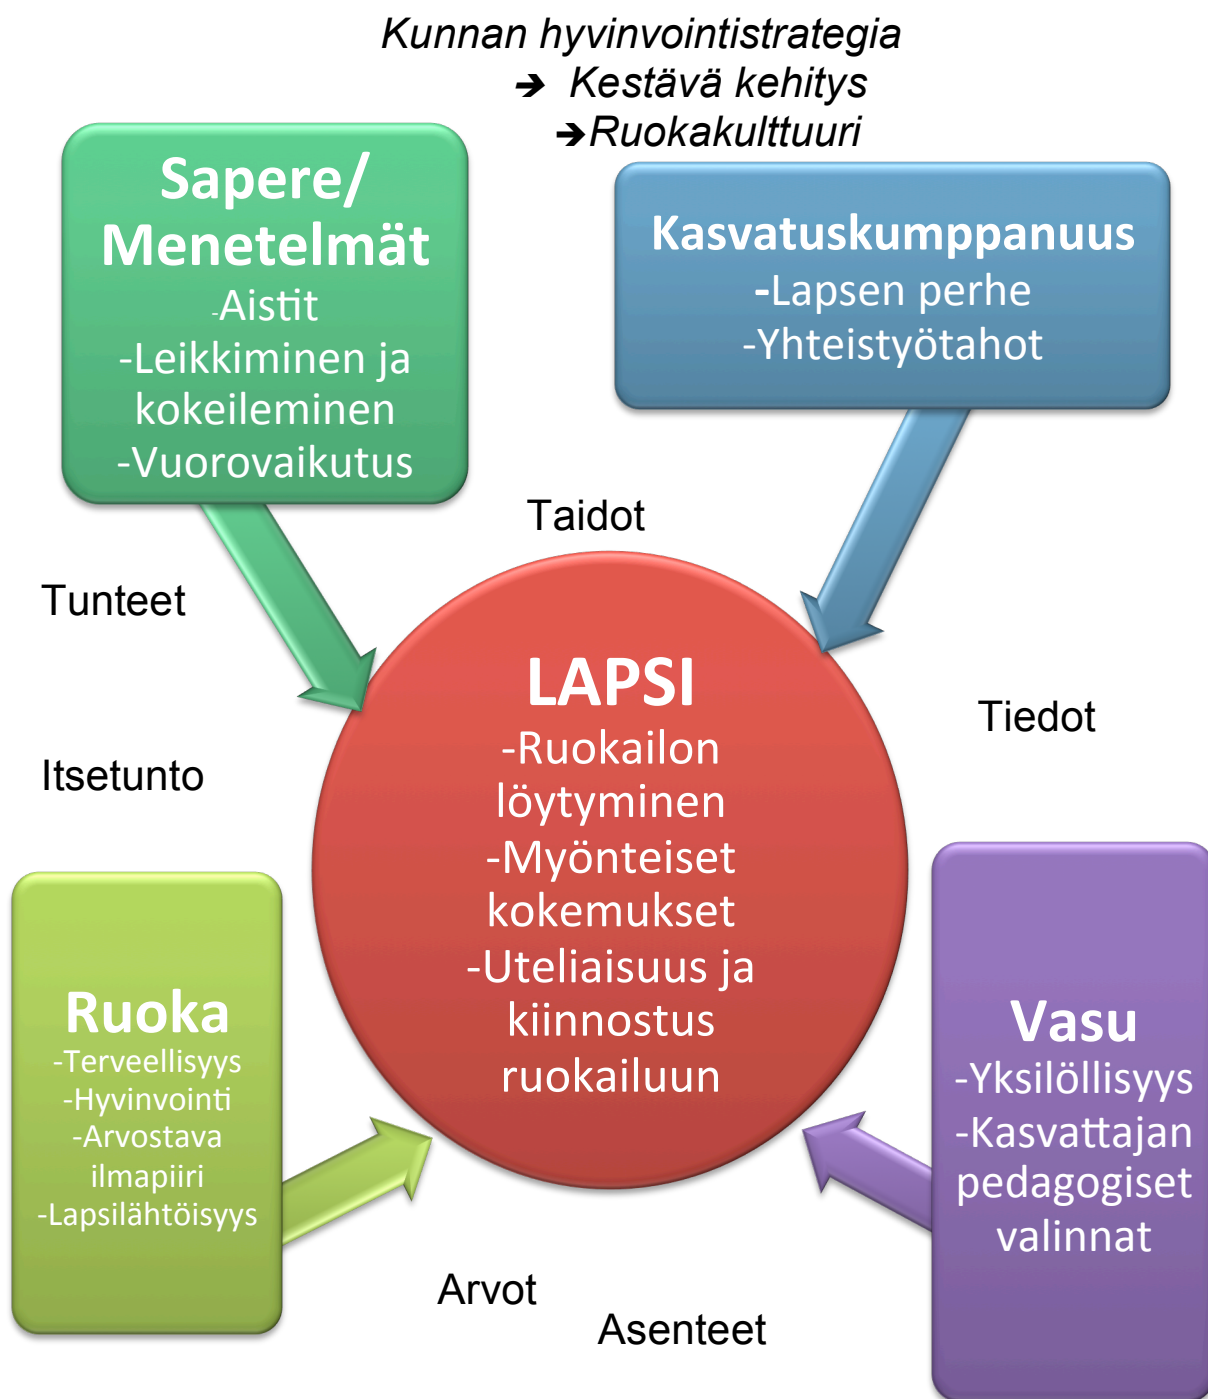 Kunnan hyvinvointistrategia
➔ Kestävä kehitys
➔Ruokakulttuuri
Sapere/
Menetelmät
-Aistit
-Leikkiminen ja
kokeileminen
-Vuorovaikutus
Kasvatuskumppanuus
-Lapsen perhe
-Yhteistyötahot
Taidot
Tunteet
Itsetunto
Tiedot
LAPSI
-Ruokailon
löytyminen
-Myönteiset
kokemukset
-Uteliaisuus ja
kiinnostus
ruokailuun
Ruoka
-Terveellisyys
-Hyvinvointi
-Arvostava
ilmapiiri
-Lapsilähtöisyys
Vasu
-Yksilöllisyys
-Kasvattajan
pedagogiset
valinnat
Arvot
Asenteet